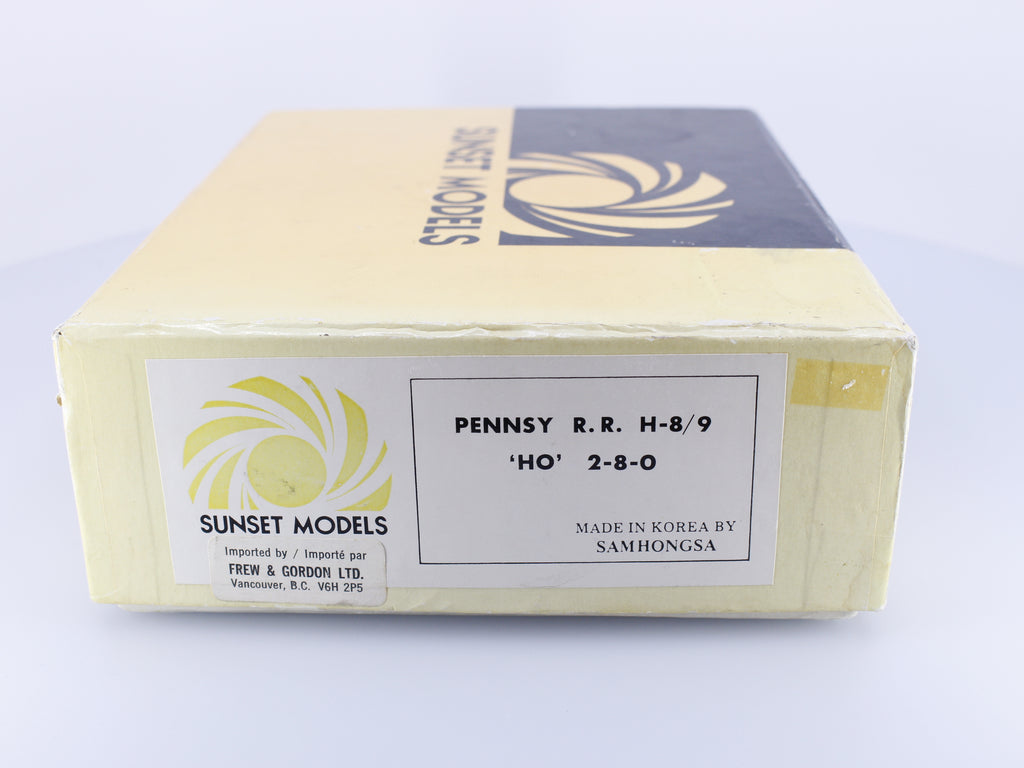 SUNSET MODELS
SUNSET MODELS
Imported by / Importé par
FREW & GORDON LTD.
Vancouver, B.C. V6H 2P5
PENNSY R.R. H-8/9
'HO' 2-8-0
MADE IN KOREA BY
SAMHONGSA